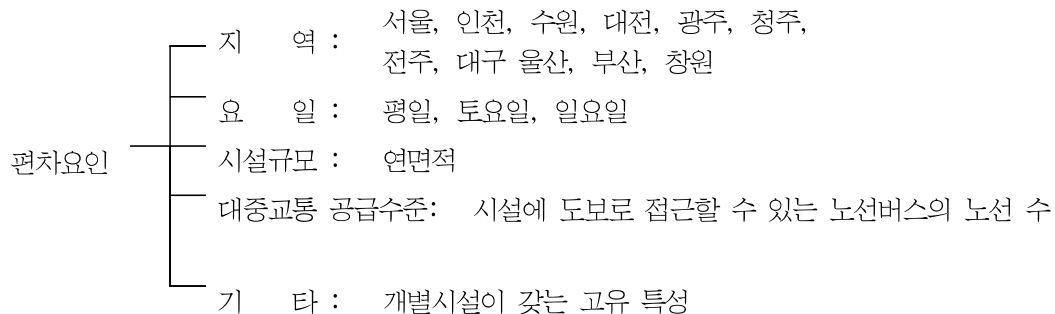 지 역 : 서울, 인천, 수원, 대전, 광주, 청주,
전주, 대구 울산, 부산, 창원
요 일 : 평일, 토요일, 일요일
편차요인
시설규모 : 연면적
대중교통 공급수준: 시설에 도보로 접근할 수 있는 노선버스의 노선 수
기 타 : 개별시설이 갖는 고유 특성